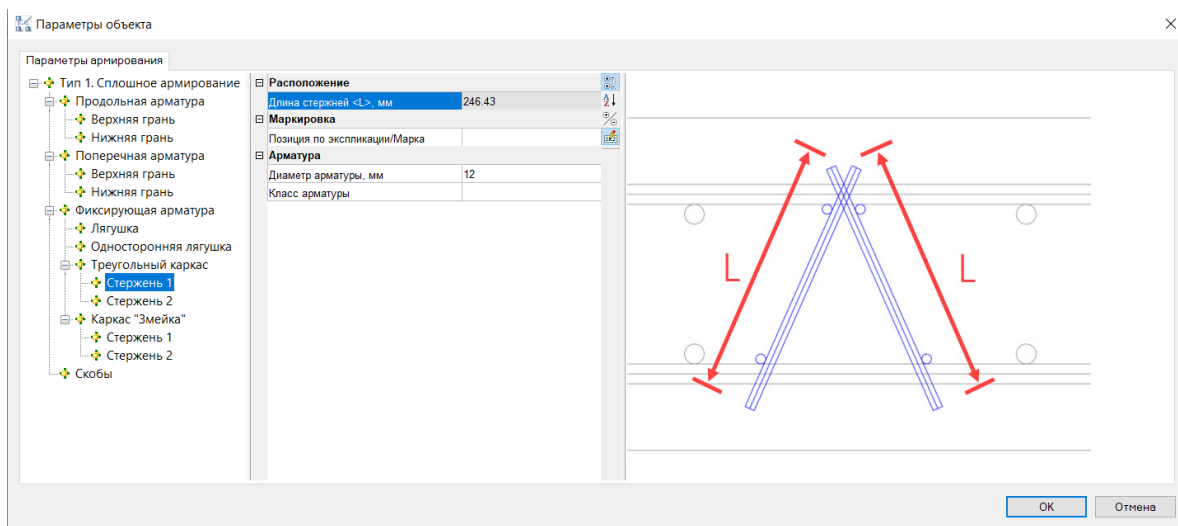 Параметры объекта
Параметры армирования
Тип 1. Сплошное армирование
Продольная арматура
Верхняя грань
Нижняя грань
Поперечная арматура
Верхняя грань
Нижняя грань
Фиксирующая арматура
Лягушка
Односторонняя лягушка
Треугольный каркас
Стержень 1
Стержень 2
Каркас "Змейка"
Стержень 1
Стержень 2
Скобы
Расположение
Длина стержней <L>, мм 246.43
Маркировка
Позиция по экспликации/Марка
Арматура
Диаметр арматуры, мм 12
Класс арматуры
L L
OK Отмена